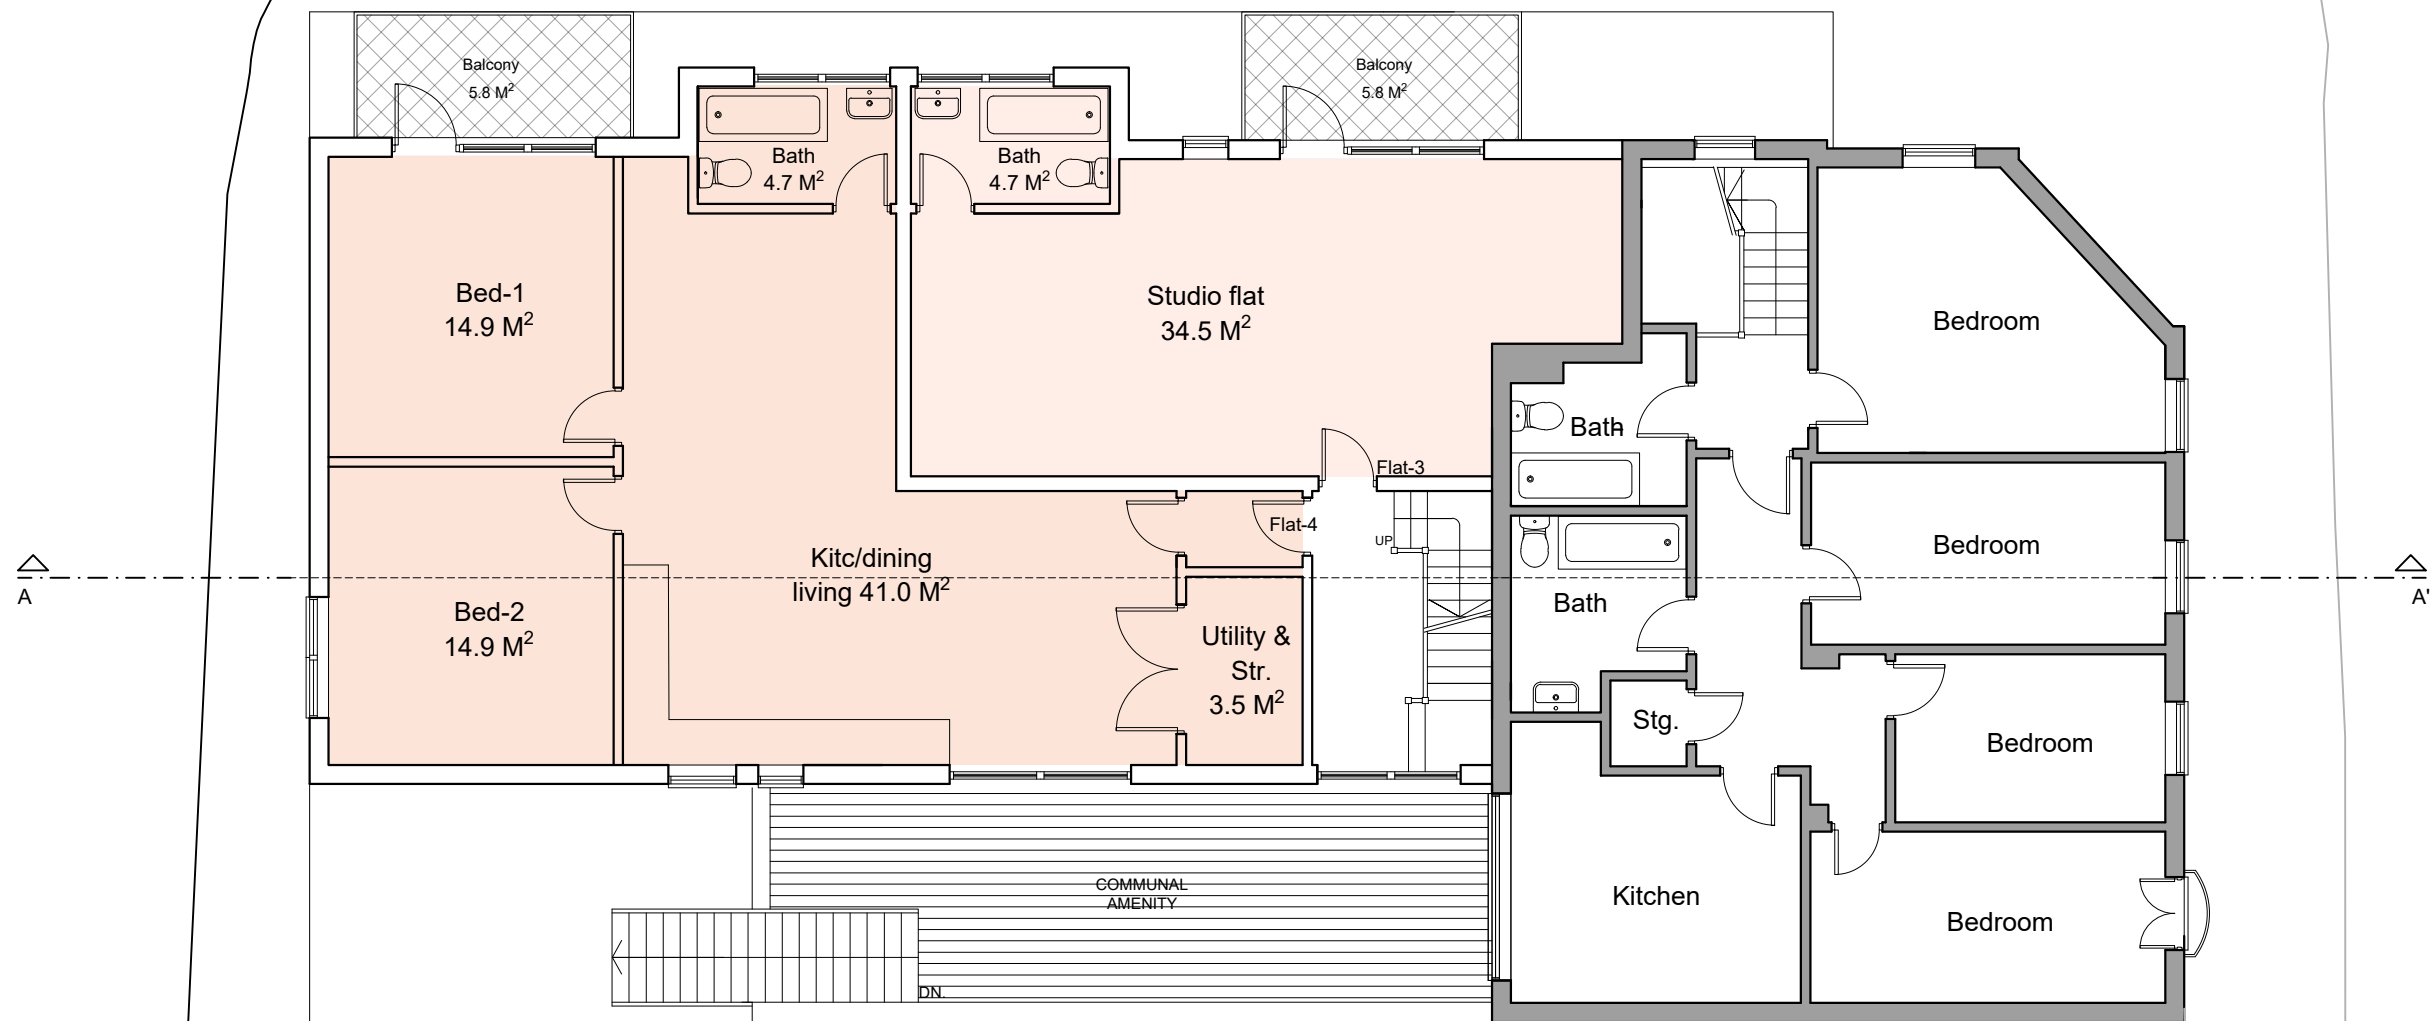 Balcony
5.8 M²
Balcony
5.8 M²
Bath
4.7 M²
Bath
4.7 M²
Bed-1
14.9 M²
Studio flat
34.5 M²
Bedroom
Bath
Flat-3
Flat-4
UP
Kitc/dining
living 41.0 M²
Bedroom
A
A'
Bed-2
14.9 M²
Bath
Utility &
Str.
3.5 M²
Stg.
Bedroom
COMMUNAL
AMENITY
Kitchen
Bedroom
DN.